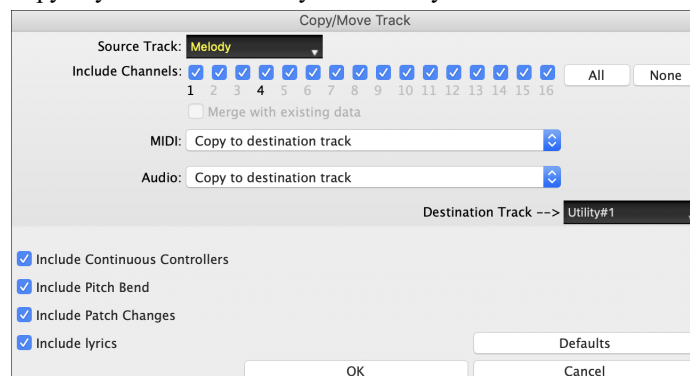 Copy/Move Track
Source Track: Melody
Include Channels: All None
1 2 3 4 5 6 7 8 9 10 11 12 13 14 15 16
Merge with existing data
MIDI: Copy to destination track
Audio: Copy to destination track
Destination Track --> Utility#1
Include Continuous Controllers
Include Pitch Bend
Include Patch Changes
Include lyrics Defaults
OK Cancel